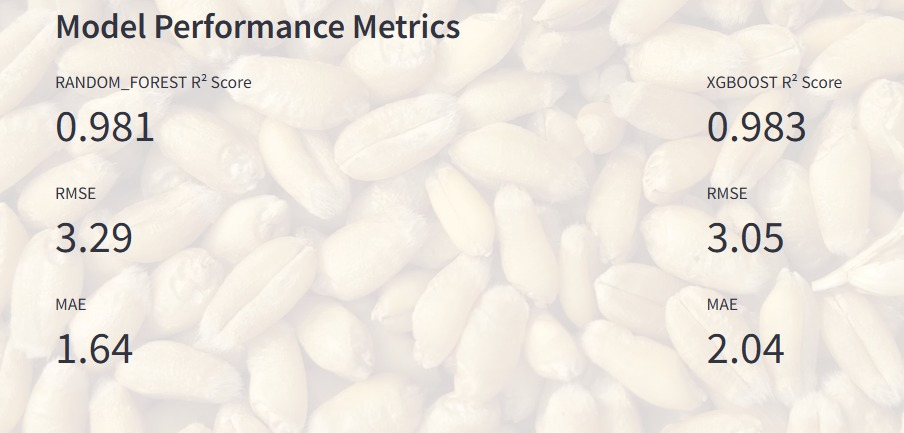 Model Performance Metrics
RANDOM_FOREST R² Score
0.981
RMSE
3.29
MAE
1.64
XGBOOST R² Score
0.983
RMSE
3.05
MAE
2.04